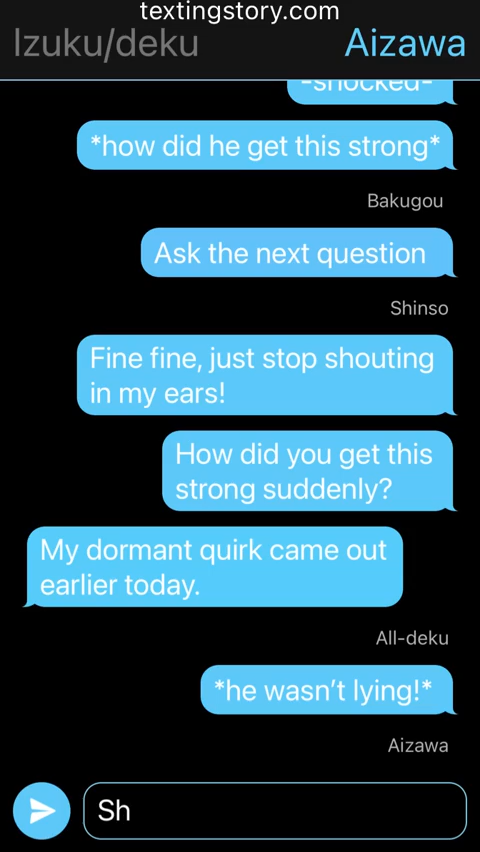 textingstory.com
Izuku/deku
Aizawa
-shocked-
*how did he get this strong*
Bakugou
Ask the next question
Shinso
Fine fine, just stop shouting
in my ears!
How did you get this
strong suddenly?
My dormant quirk came out
earlier today.
All-deku
*he wasn’t lying!*
Aizawa
Sh